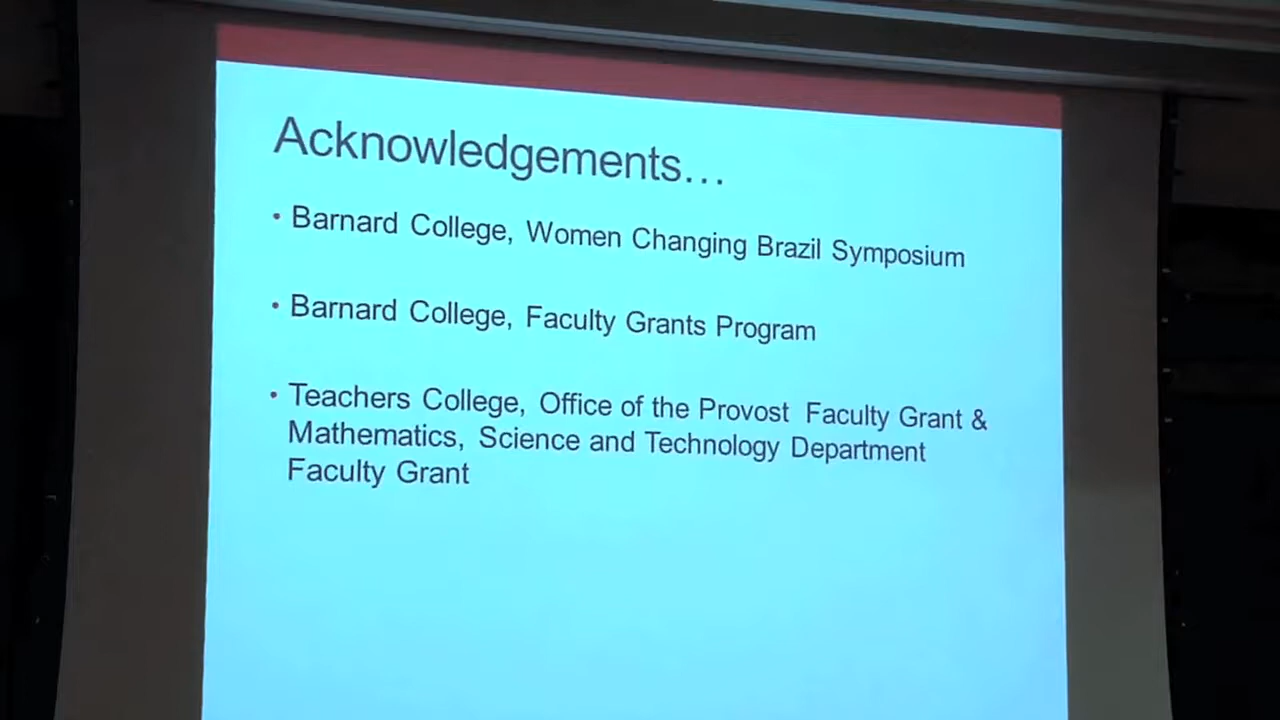 Acknowledgements…
• Barnard College, Women Changing Brazil Symposium
• Barnard College, Faculty Grants Program
• Teachers College, Office of the Provost Faculty Grant &
Mathematics, Science and Technology Department
Faculty Grant